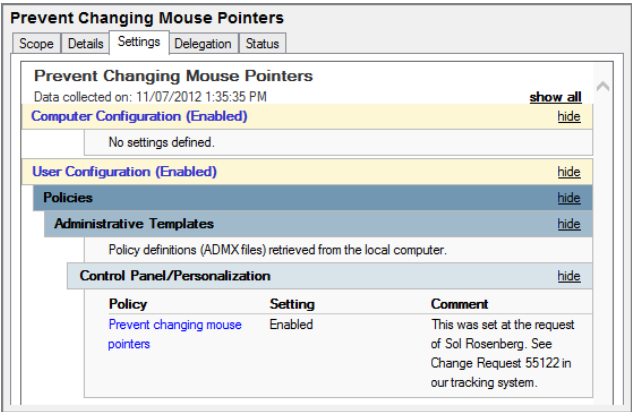 Prevent Changing Mouse Pointers
Scope Details Settings Delegation Status
Prevent Changing Mouse Pointers
Data collected on: 11/07/2012 1:35:35 PM show all
Computer Configuration (Enabled) hide
No settings defined.
User Configuration (Enabled) hide
Policies hide
Administrative Templates hide
Policy definitions (ADMX files) retrieved from the local computer.
Control Panel/Personalization hide
Policy Setting Comment
Prevent changing mouse Enabled This was set at the request
pointers of Sol Rosenberg. See
Change Request 55122 in
our tracking system.